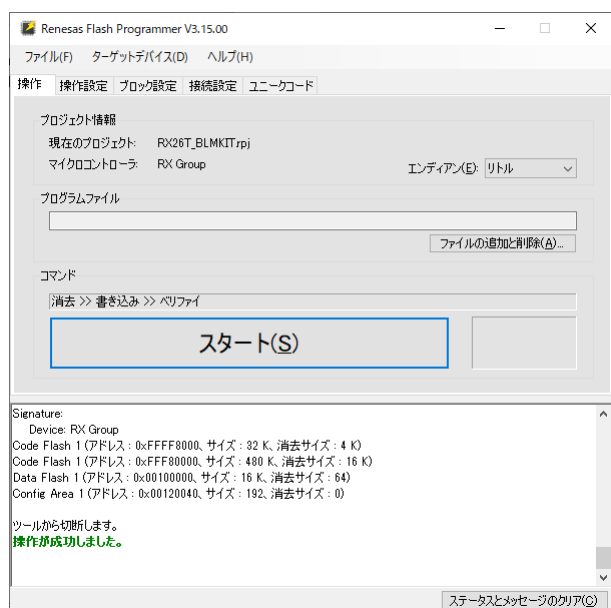 Renesas Flash Programmer V3.15.00
ファイル(F) ターゲットデバイス(D) ヘルプ(H)
操作 操作設定 ブロック設定 接続設定 ユニークコード
プロジェクト情報
現在のプロジェクト: RX26T_BLMKIT.rpj
マイクロコントローラ: RX Group
エンディアン(E): リトル
プログラムファイル
ファイルの追加と削除(A)...
コマンド
消去 >> 書き込み >> ベリファイ
スタート(S)
Signature:
Device: RX Group
Code Flash 1 (アドレス : 0xFFFF8000、サイズ : 32 K、消去サイズ : 4 K)
Code Flash 1 (アドレス : 0xFFF80000、サイズ : 480 K、消去サイズ : 16 K)
Data Flash 1 (アドレス : 0x00100000、サイズ : 16 K、消去サイズ : 64)
Config Area 1 (アドレス : 0x00120040、サイズ : 192、消去サイズ : 0)
ツールから切断します。
操作が成功しました。
ステータスとメッセージのクリア(C)